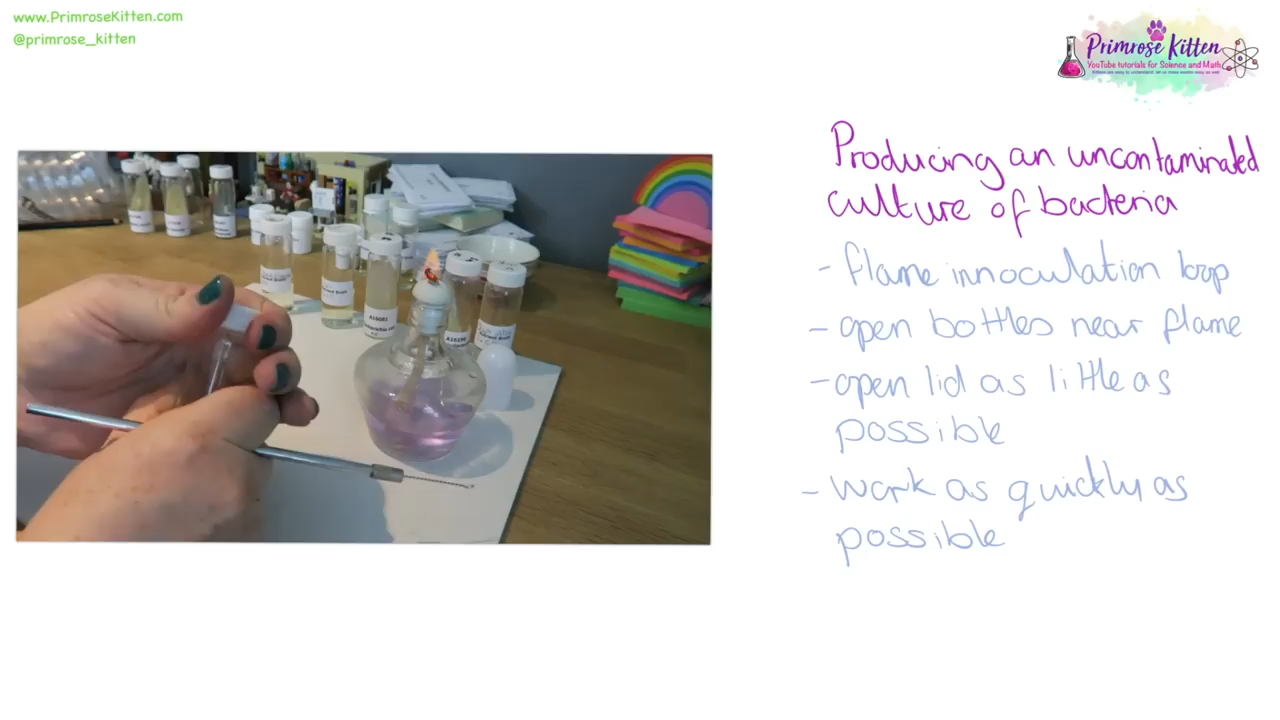 www.PrimroseKitten.com
@primrose_kitten
Primrose Kitten
YouTube tutorials for Science and Math
Producing an uncontaminated
culture of bacteria
- flame innoculation loop
- open bottles near flame
- open lid as little as
possible
- work as quickly as
possible